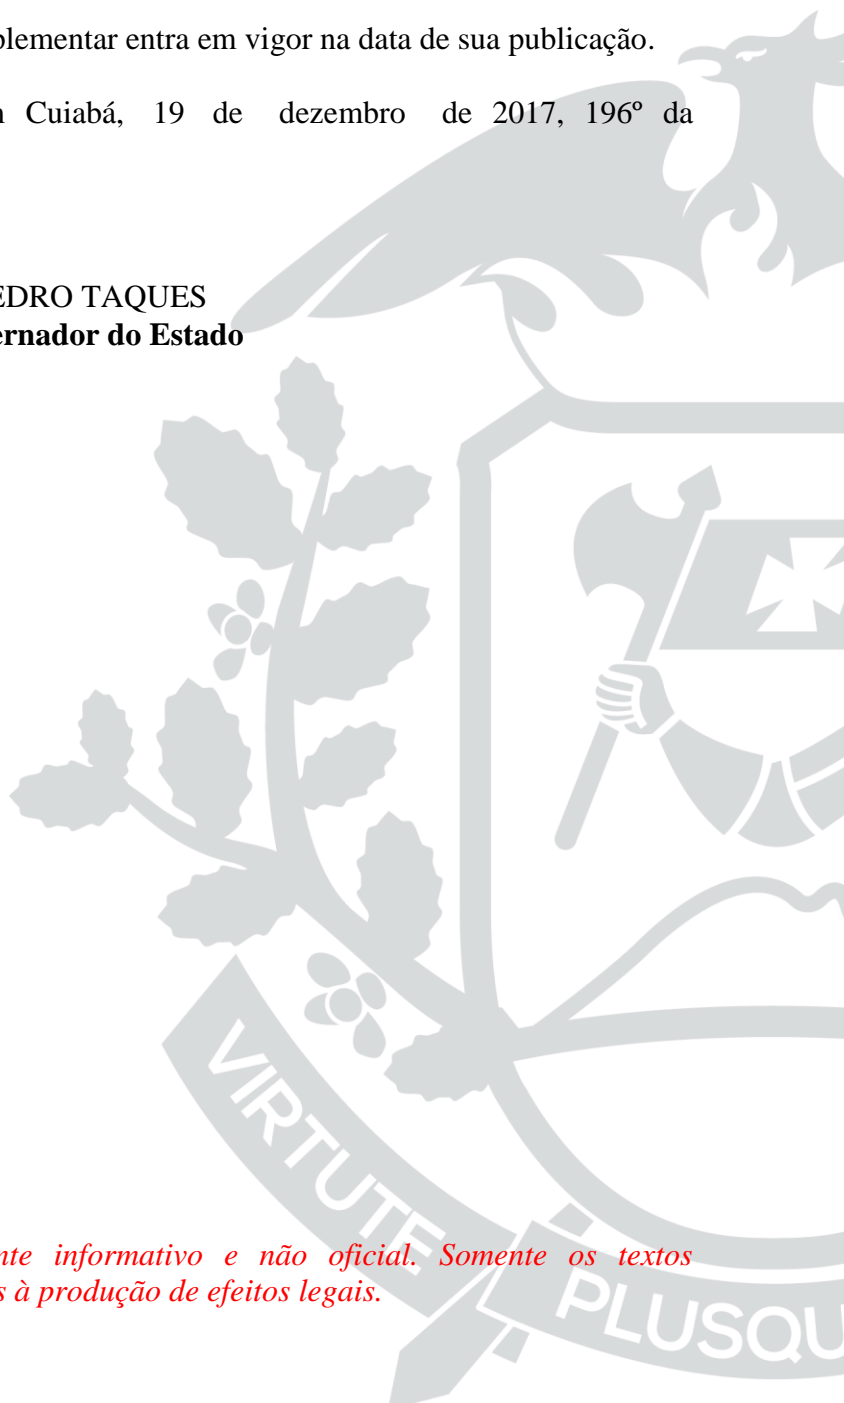 plementar entra em vigor na data de sua publicação.
Cuiabá, 19 de dezembro de 2017, 196º da
EDRO TAQUES
ernador do Estado
nte informativo e não oficial. Somente os textos
s à produção de efeitos legais.
VIRTUTE
PLUSQU